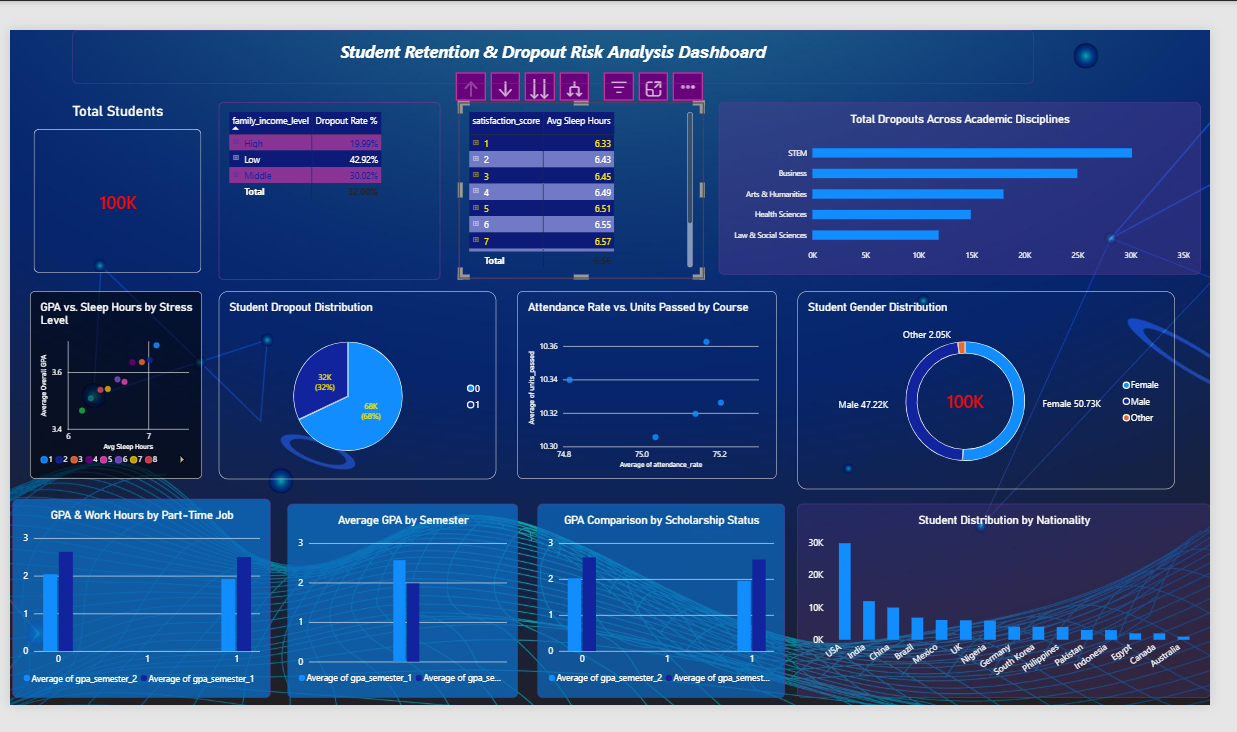 Student Retention & Dropout Risk Analysis Dashboard
Total Students
100K
family_income_level Dropout Rate %
High 19.99%
Low 42.92%
Middle 30.02%
Total
satisfaction_score Avg Sleep Hours
1 6.33
2 6.43
3 6.45
4 6.49
5 6.51
6 6.55
7 6.57
Total
Total Dropouts Across Academic Disciplines
STEM
Business
Arts & Humanities
Health Sciences
Law & Social Sciences
0K 5K 10K 15K 20K 25K 30K 35K
GPA vs. Sleep Hours by Stress
Level
Average Overall GPA
3.6
3.4
6 7
Avg Sleep Hours
1 2 3 4 5 6 7 8
Student Dropout Distribution
32K
(32%)
68K
(68%)
0
1
Attendance Rate vs. Units Passed by Course
Average of units_passed
10.36
10.34
10.32
10.30
74.8 75.0 75.2
Average of attendance_rate
Student Gender Distribution
Other 2.05K
Male 47.22K
100K
Female 50.73K
Female
Male
Other
GPA & Work Hours by Part-Time Job
3
2
1
0
0 1 1
Average of gpa_semester_2 Average of gpa_semester_1
Average GPA by Semester
3
2
1
0
Average of gpa_semester_1 Average of gpa_se...
GPA Comparison by Scholarship Status
3
2
1
0
0 1 1
Average of gpa_semester_2 Average of gpa_semest...
Student Distribution by Nationality
30K
20K
10K
0K
USA India China Brazil Mexico UK Nigeria Germany South Korea Philippines Pakistan Indonesia Egypt Canada Australia